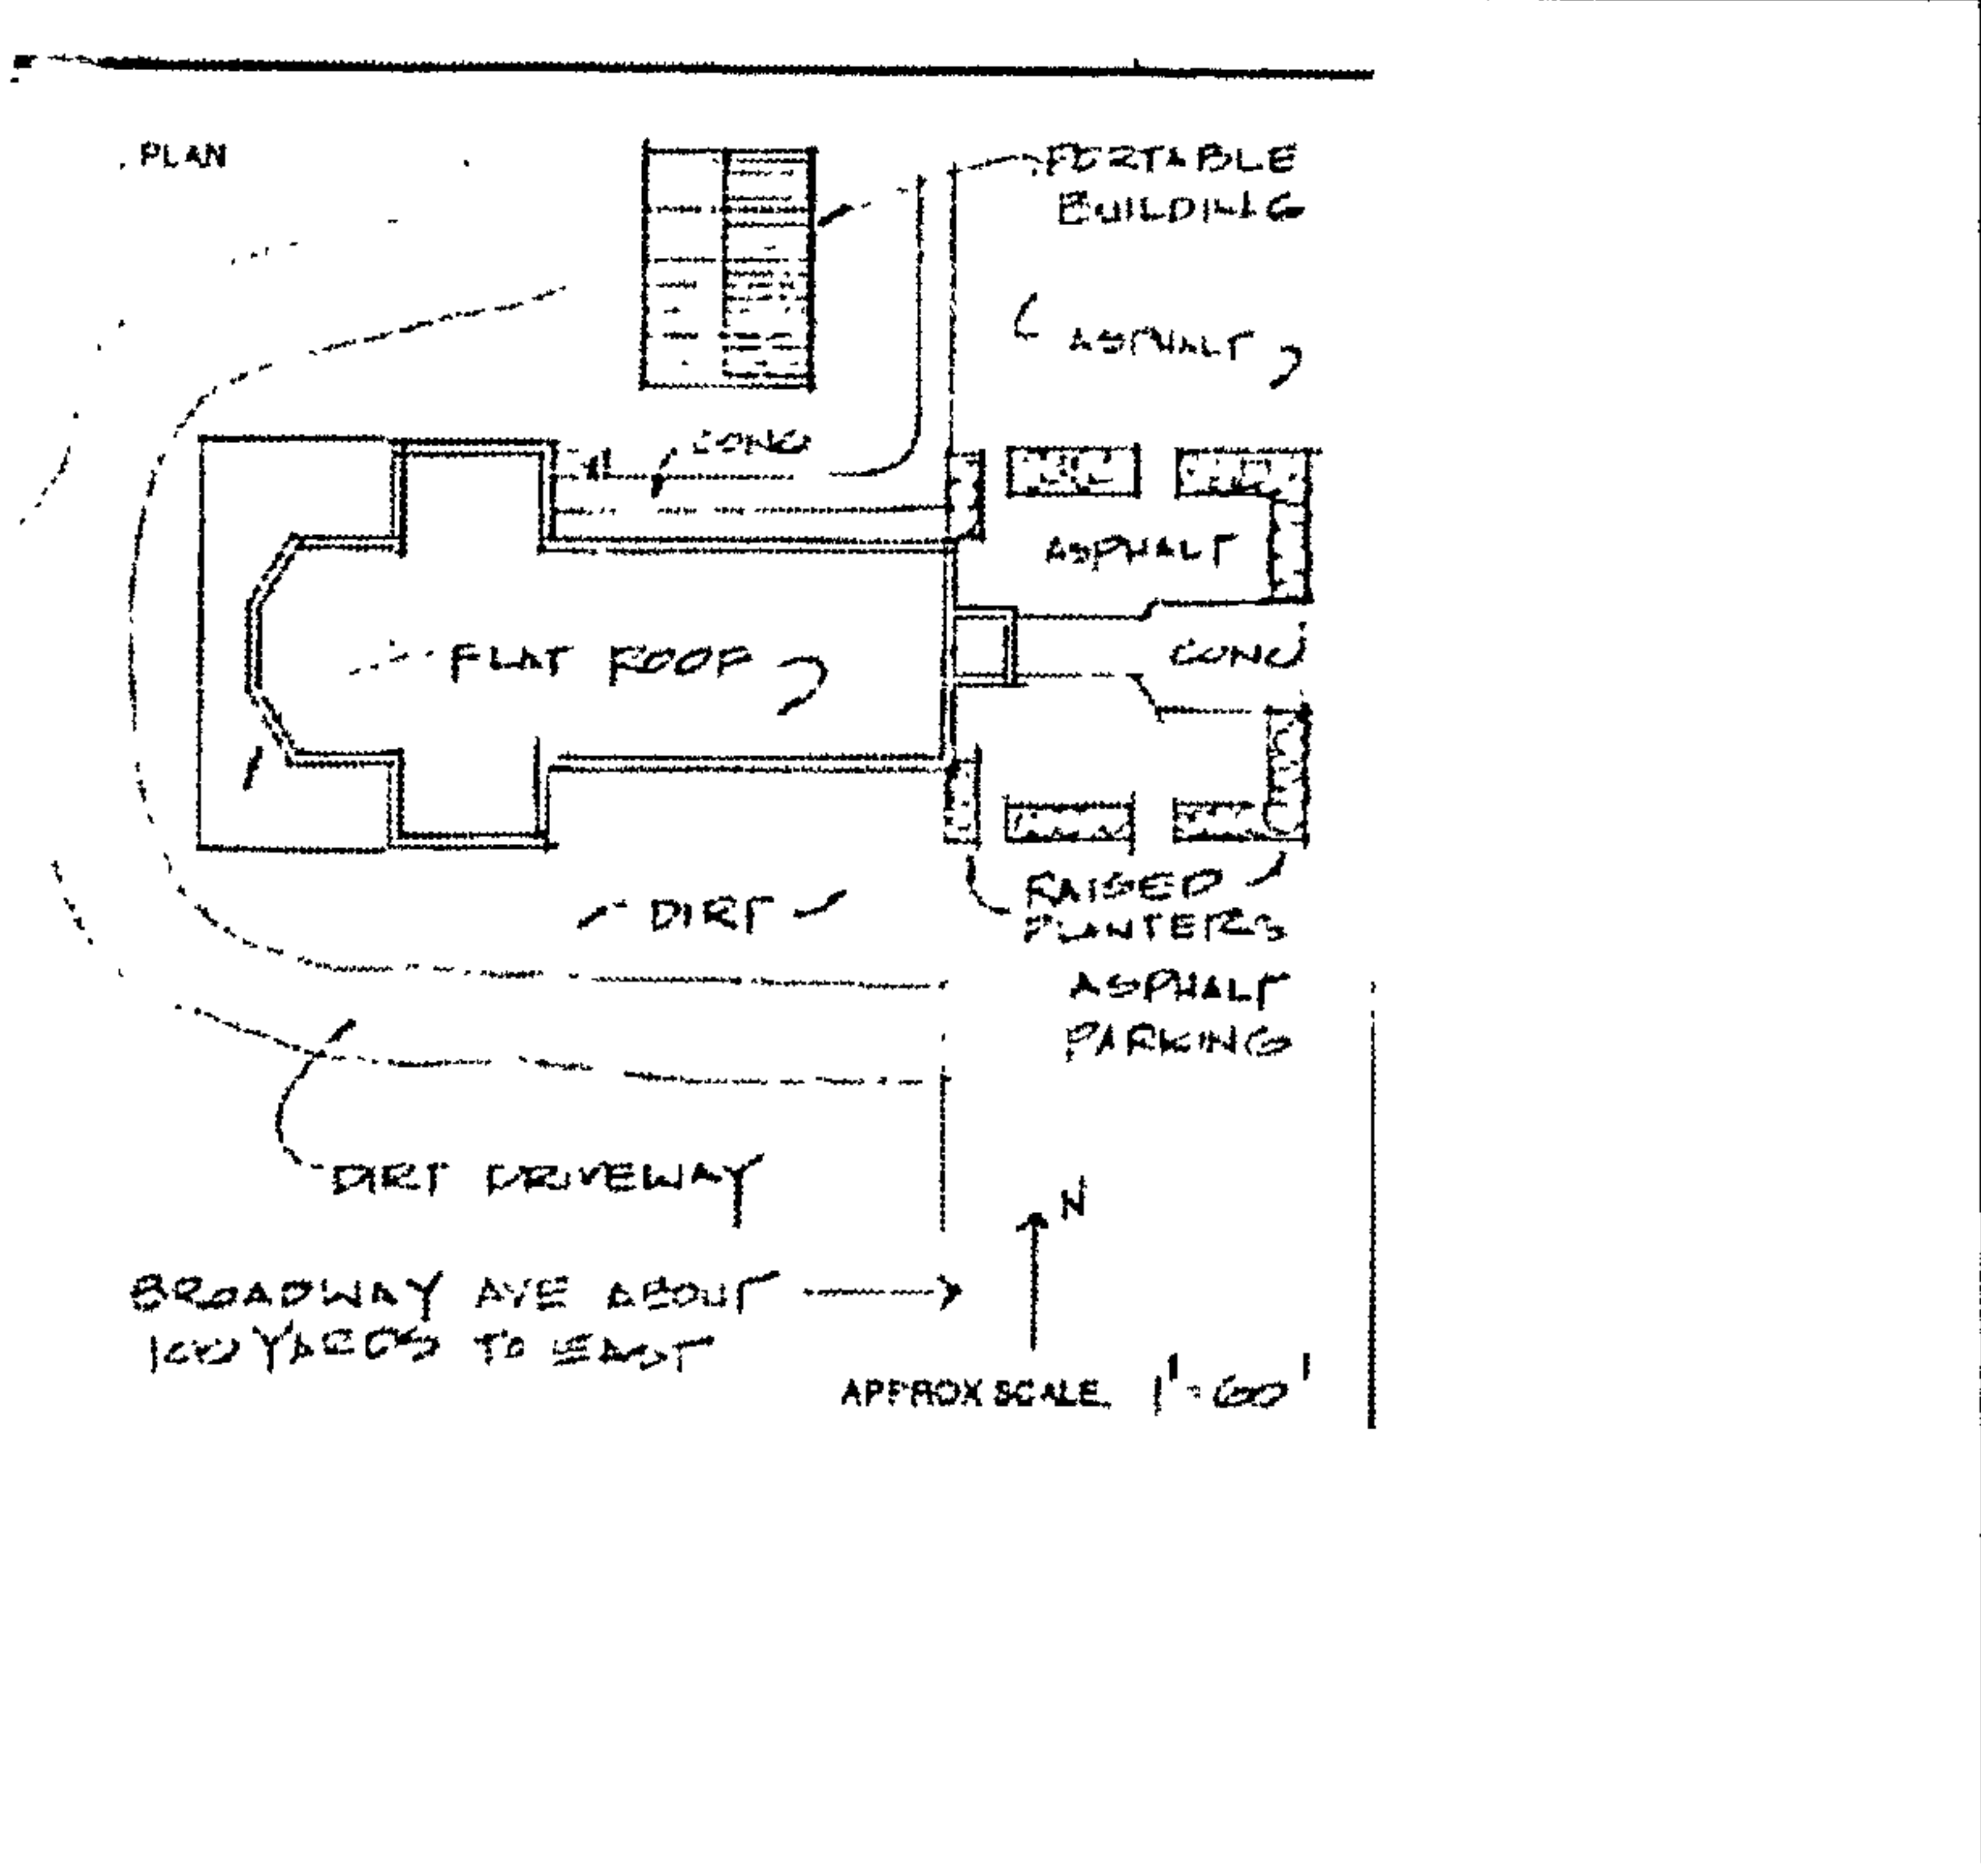 PLAN
PORTABLE
BUILDING
ASPHALT
CONC
ASPHALT
FLAT ROOF
CONC
RAISED
PLANTERS
DIRT
ASPHALT
PARKING
DIRT DRIVEWAY
N
BROADWAY AVE ABOUT
100 YARDS TO EAST
APPROX SCALE 1"=60'